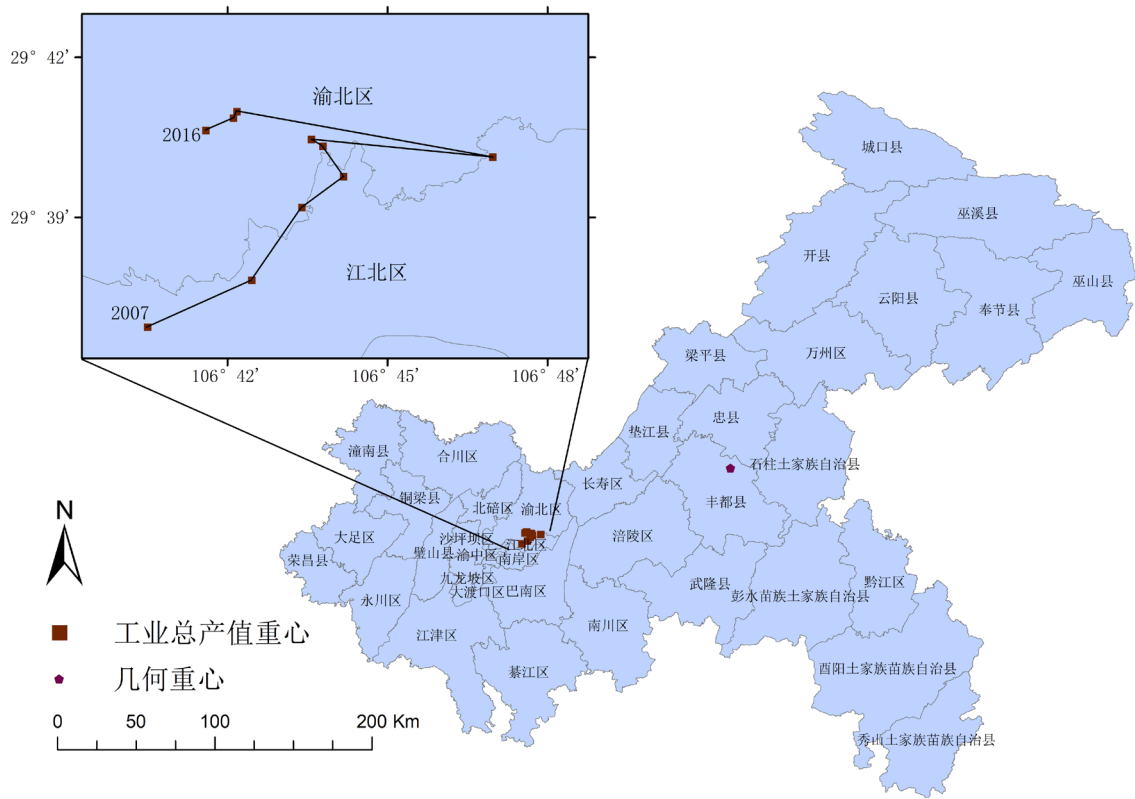 29° 42'
渝北区
2016
29° 39'
江北区
2007
106° 42'
106° 45'
106° 48'
城口县
巫溪县
开县
巫山县
云阳县
奉节县
万州区
梁平县
忠县
垫江县
石柱土家族自治县
潼南县
合川区
长寿区
丰都县
铜梁县
北碚区
渝北区
大足区
沙坪坝区
江北区
涪陵区
璧山县
渝中区
南岸区
荣昌县
九龙坡区
大渡口区
巴南区
武隆县
彭水苗族土家族自治县
黔江区
永川区
江津区
南川区
綦江区
酉阳土家族苗族自治县
秀山土家族苗族自治县
N
工业总产值重心
几何重心
0 50 100 200 Km